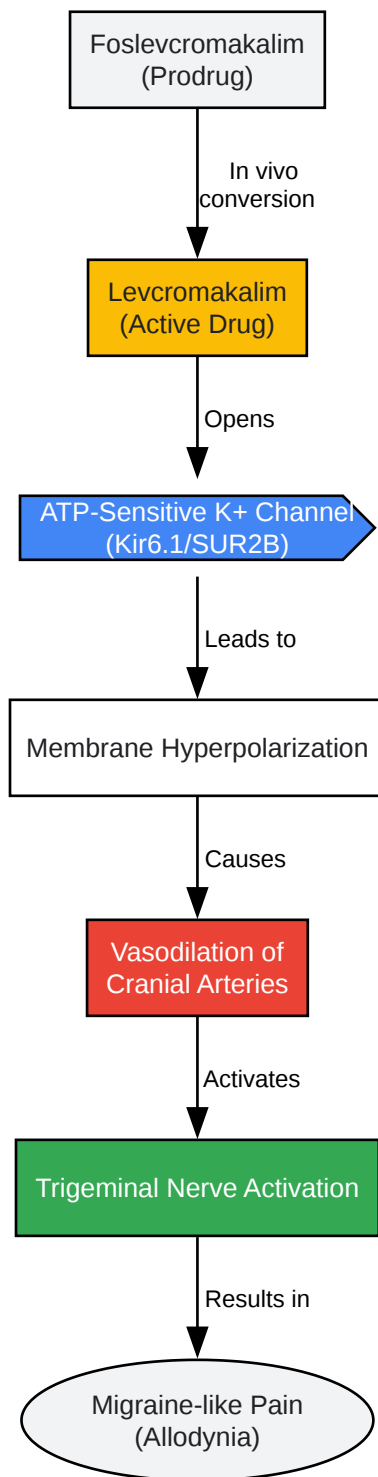 Foslevcromakalim
(Prodrug)
In vivo
conversion
Levcromakalim
(Active Drug)
Opens
ATP-Sensitive K+ Channel
(Kir6.1/SUR2B)
Leads to
Membrane Hyperpolarization
Causes
Vasodilation of
Cranial Arteries
Activates
Trigeminal Nerve Activation
Results in
Migraine-like Pain
(Allodynia)